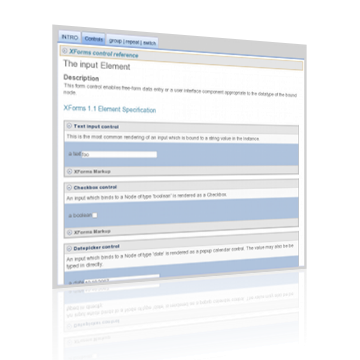 INTRO Controls group | repeat | switch
XForms control reference
The input Element
Description
This form control enables free-form data entry or a user interface component appropriate to the datatype of the bound
node.
XForms 1.1 Element Specification
Text input control
This is the most common rendering of an input which is bound to a string value in the instance
a text
XForms Markup
Checkbox control
An input which binds to a Node of type 'boolean' is rendered as a Checkbox.
a boolean
XForms Markup
Datepicker control
An input which binds to a Node of type 'date' is rendered as a popup calendar control. The value may also be be
typed in directly.